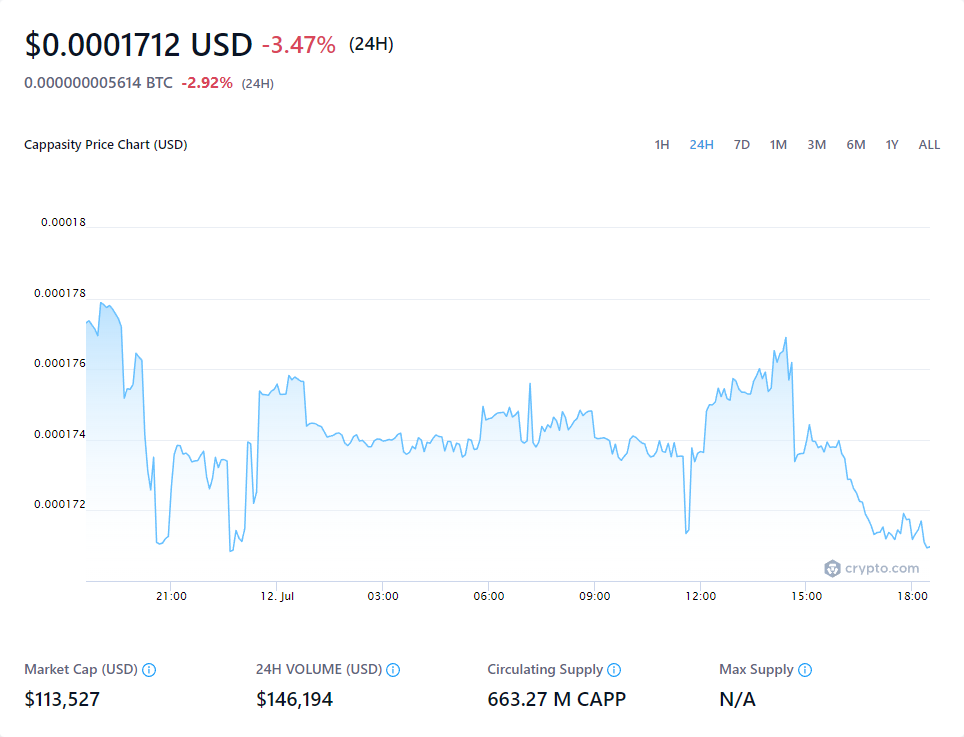 $0.0001712 USD -3.47% (24H)
0.000000005614 BTC -2.92% (24H)
Cappasity Price Chart (USD) 1H 24H 7D 1M 3M 6M 1Y ALL
0.00018
0.000178
0.000176
0.000174
0.000172
crypto.com
21:00 12. Jul 03:00 06:00 09:00 12:00 15:00 18:00
Market Cap (USD) 24H VOLUME (USD) Circulating Supply Max Supply
$113,527 $146,194 663.27 M CAPP N/A